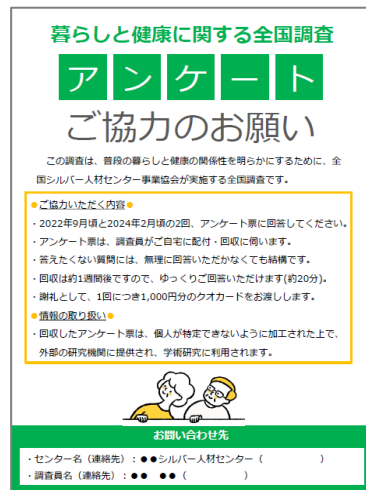 暮らしと健康に関する全国調査
アンケート
ご協力のお願い
この調査は、普段の暮らしと健康の関係性を明らかにするために、全
国シルバー人材センター事業協会が実施する全国調査です。
●ご協力いただく内容●
・2022年9月頃と2024年2月頃の2回、アンケート票に回答してください。
・アンケート票は、調査員がご自宅に配付・回収に伺います。
・答えたくない質問には、無理に回答いただかなくても結構です。
・回収は約1週間後ですので、ゆっくりご回答いただけます(約20分)。
・謝礼として、1回につき1,000円分のクオカードをお渡しします。
●情報の取り扱い●
・回収したアンケート票は、個人が特定できないように加工された上で、
外部の研究機関に提供され、学術研究に利用されます。
お問い合わせ先
・センター名（連絡先）：●●シルバー人材センター（　　　　）
・調査員名（連絡先）：●●　●●（　　　　）